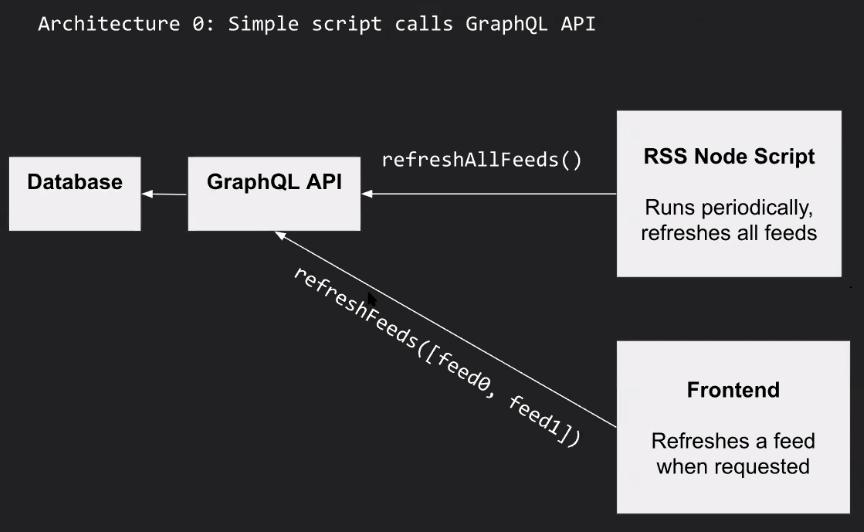 Architecture 0: Simple script calls GraphQL API
Database
GraphQL API
refreshAllFeeds()
RSS Node Script
Runs periodically,
refreshes all feeds
refreshFeeds([feed0, feed1])
Frontend
Refreshes a feed
when requested